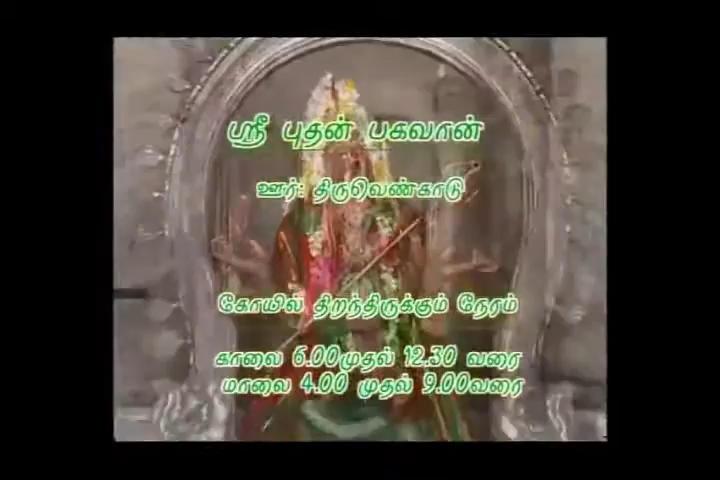 ஸ்ரீ புதன் பகவான்
ஊர்: திருவெண்காடு
கோயில் திறந்திருக்கும் நேரம்
காலை 6.00முதல் 12.30 வரை
மாலை 4.00 முதல் 9.00வரை